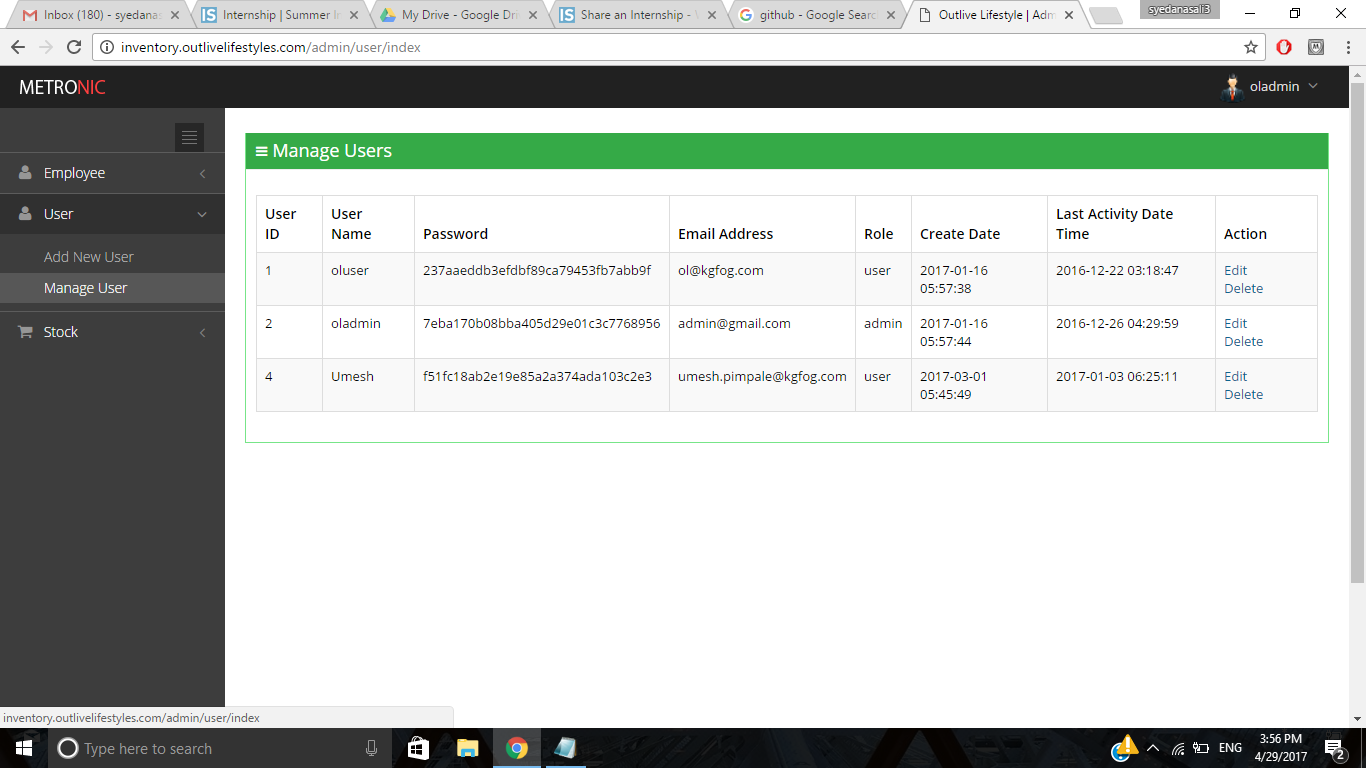 Inbox (180) - syedanas
Internship | Summer In
My Drive - Google Dri
Share an Internship - W
github - Google Search
Outlive Lifestyle | Adm
syedanasali3
inventory.outlivelifestyles.com/admin/user/index
METRONIC
oladmin
Employee
User
Add New User
Manage User
Stock
Manage Users
User ID User Name Password Email Address Role Create Date Last Activity Date Time Action
1 oluser 237aaeddb3efdbf89ca79453fb7abb9f ol@kgfog.com user 2017-01-16 05:57:38 2016-12-22 03:18:47 Edit Delete
2 oladmin 7eba170b08bba405d29e01c3c7768956 admin@gmail.com admin 2017-01-16 05:57:44 2016-12-26 04:29:59 Edit Delete
4 Umesh f51fc18ab2e19e85a2a374ada103c2e3 umesh.pimpale@kgfog.com user 2017-03-01 05:45:49 2017-01-03 06:25:11 Edit Delete
inventory.outlivelifestyles.com/admin/user/index
Type here to search
ENG
3:56 PM
4/29/2017
2